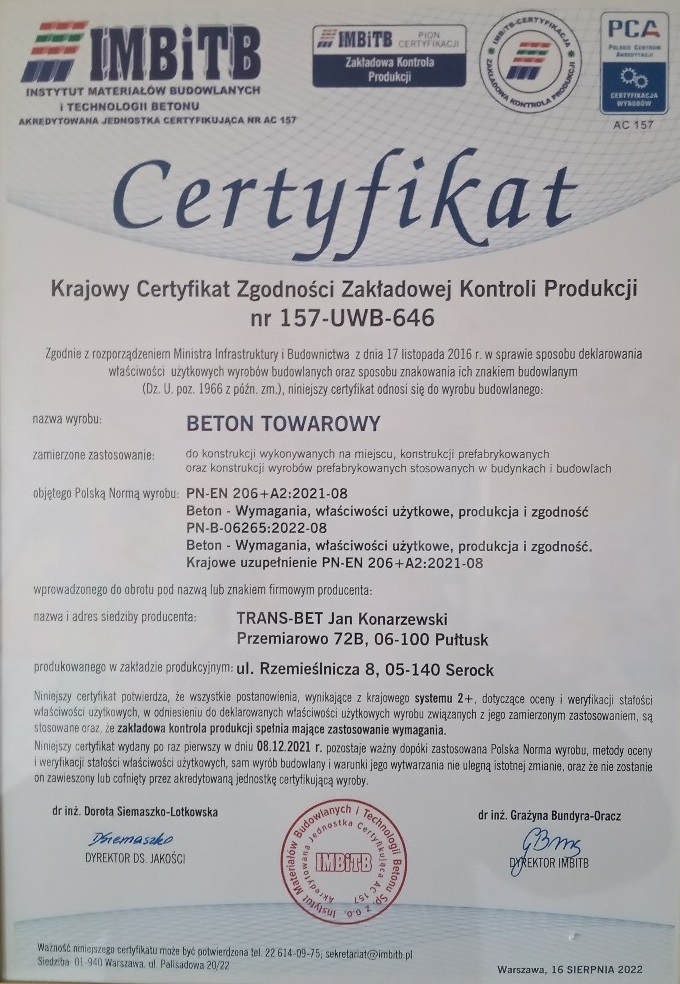 IMBiTB
INSTYTUT MATERIAŁÓW BUDOWLANYCH
i TECHNOLOGII BETONU
AKREDYTOWANA JEDNOSTKA CERTYFIKUJĄCA NR AC 157
IMBiTB PION CERTYFIKACJI
Zakładowa Kontrola
Produkcji
IMBiTB-CERTYFIKACJA
ZAKŁADOWA KONTROLA PRODUKCJI
PCA
POLSKIE CENTRUM
AKREDYTACJI
CERTYFIKACJA
WYROBÓW
AC 157
Certyfikat
Krajowy Certyfikat Zgodności Zakładowej Kontroli Produkcji
nr 157-UWB-646
Zgodnie z rozporządzeniem Ministra Infrastruktury i Budownictwa z dnia 17 listopada 2016 r. w sprawie sposobu deklarowania
właściwości użytkowych wyrobów budowlanych oraz sposobu znakowania ich znakiem budowlanym
(Dz. U. poz. 1966 z późn. zm.), niniejszy certyfikat odnosi się do wyrobu budowlanego:
nazwa wyrobu: BETON TOWAROWY
zamierzone zastosowanie: do konstrukcji wykonywanych na miejscu, konstrukcji prefabrykowanych
oraz konstrukcji wyrobów prefabrykowanych stosowanych w budynkach i budowlach
objętego Polską Normą wyrobu: PN-EN 206+A2:2021-08
Beton - Wymagania, właściwości użytkowe, produkcja i zgodność
PN-B-06265:2022-08
Beton - Wymagania, właściwości użytkowe, produkcja i zgodność.
Krajowe uzupełnienie PN-EN 206+A2:2021-08
wprowadzonego do obrotu pod nazwą lub znakiem firmowym producenta:
nazwa i adres siedziby producenta: TRANS-BET Jan Konarzewski
Przemiarowo 72B, 06-100 Pułtusk
produkowanego w zakładzie produkcyjnym: ul. Rzemieślnicza 8, 05-140 Serock
Niniejszy certyfikat potwierdza, że wszystkie postanowienia, wynikające z krajowego systemu 2+, dotyczące oceny i weryfikacji stałości
właściwości użytkowych, w odniesieniu do deklarowanych właściwości użytkowych wyrobu związanych z jego zamierzonym zastosowaniem, są
stosowane oraz, że zakładowa kontrola produkcji spełnia mające zastosowanie wymagania.
Niniejszy certyfikat wydany po raz pierwszy w dniu 08.12.2021 r. pozostaje ważny dopóki zastosowana Polska Norma wyrobu, metody oceny
i weryfikacji stałości właściwości użytkowych, sam wyrób budowlany i warunki jego wytwarzania nie ulegną istotnej zmianie, oraz że nie zostanie
on zawieszony lub cofnięty przez akredytowaną jednostkę certyfikującą wyroby.
dr inż. Dorota Siemaszko-Lotkowska
DSiemaszko
DYREKTOR DS. JAKOŚCI
Instytut Materiałów Budowlanych i Technologii Betonu Sp. z o.o.
Akredytowana Jednostka Certyfikująca AC 157
IMBiTB
dr inż. Grażyna Bundyra-Oracz
DYREKTOR IMBITB
Ważność niniejszego certyfikatu może być potwierdzona tel. 22 614-09-75, sekretariat@imbitb.pl
Siedziba: 01-940 Warszawa, ul. Palisadowa 20/22
Warszawa, 16 SIERPNIA 2022